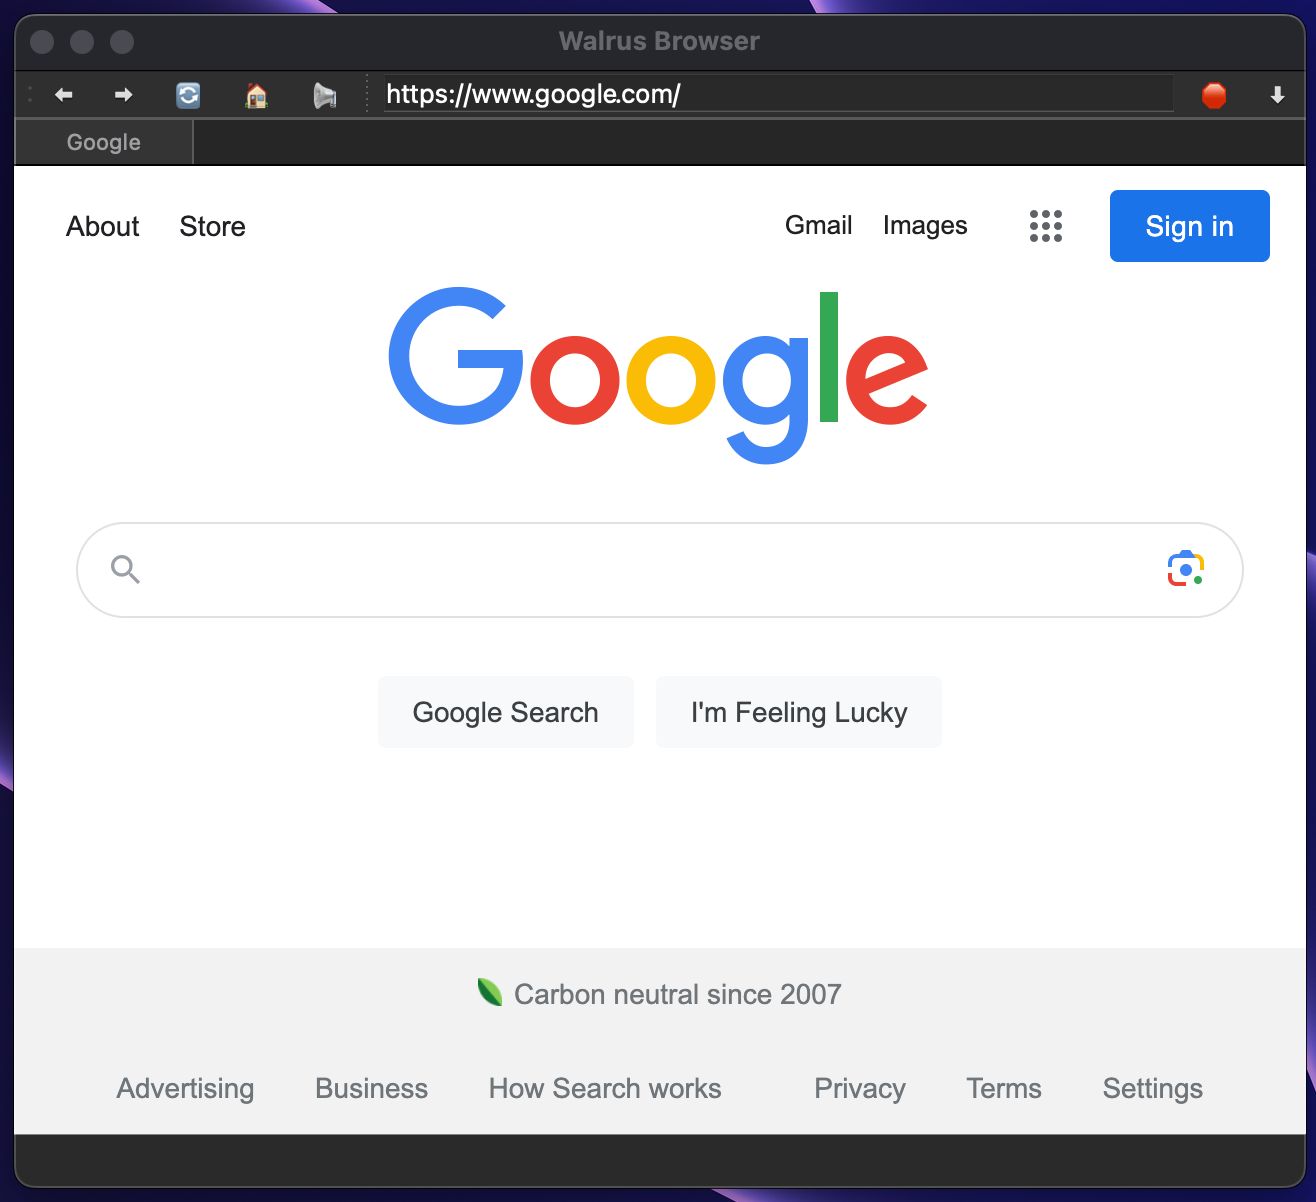 Walrus Browser
https://www.google.com/
Google
About Store Gmail Images Sign in
Google
Google Search I'm Feeling Lucky
Carbon neutral since 2007
Advertising Business How Search works Privacy Terms Settings